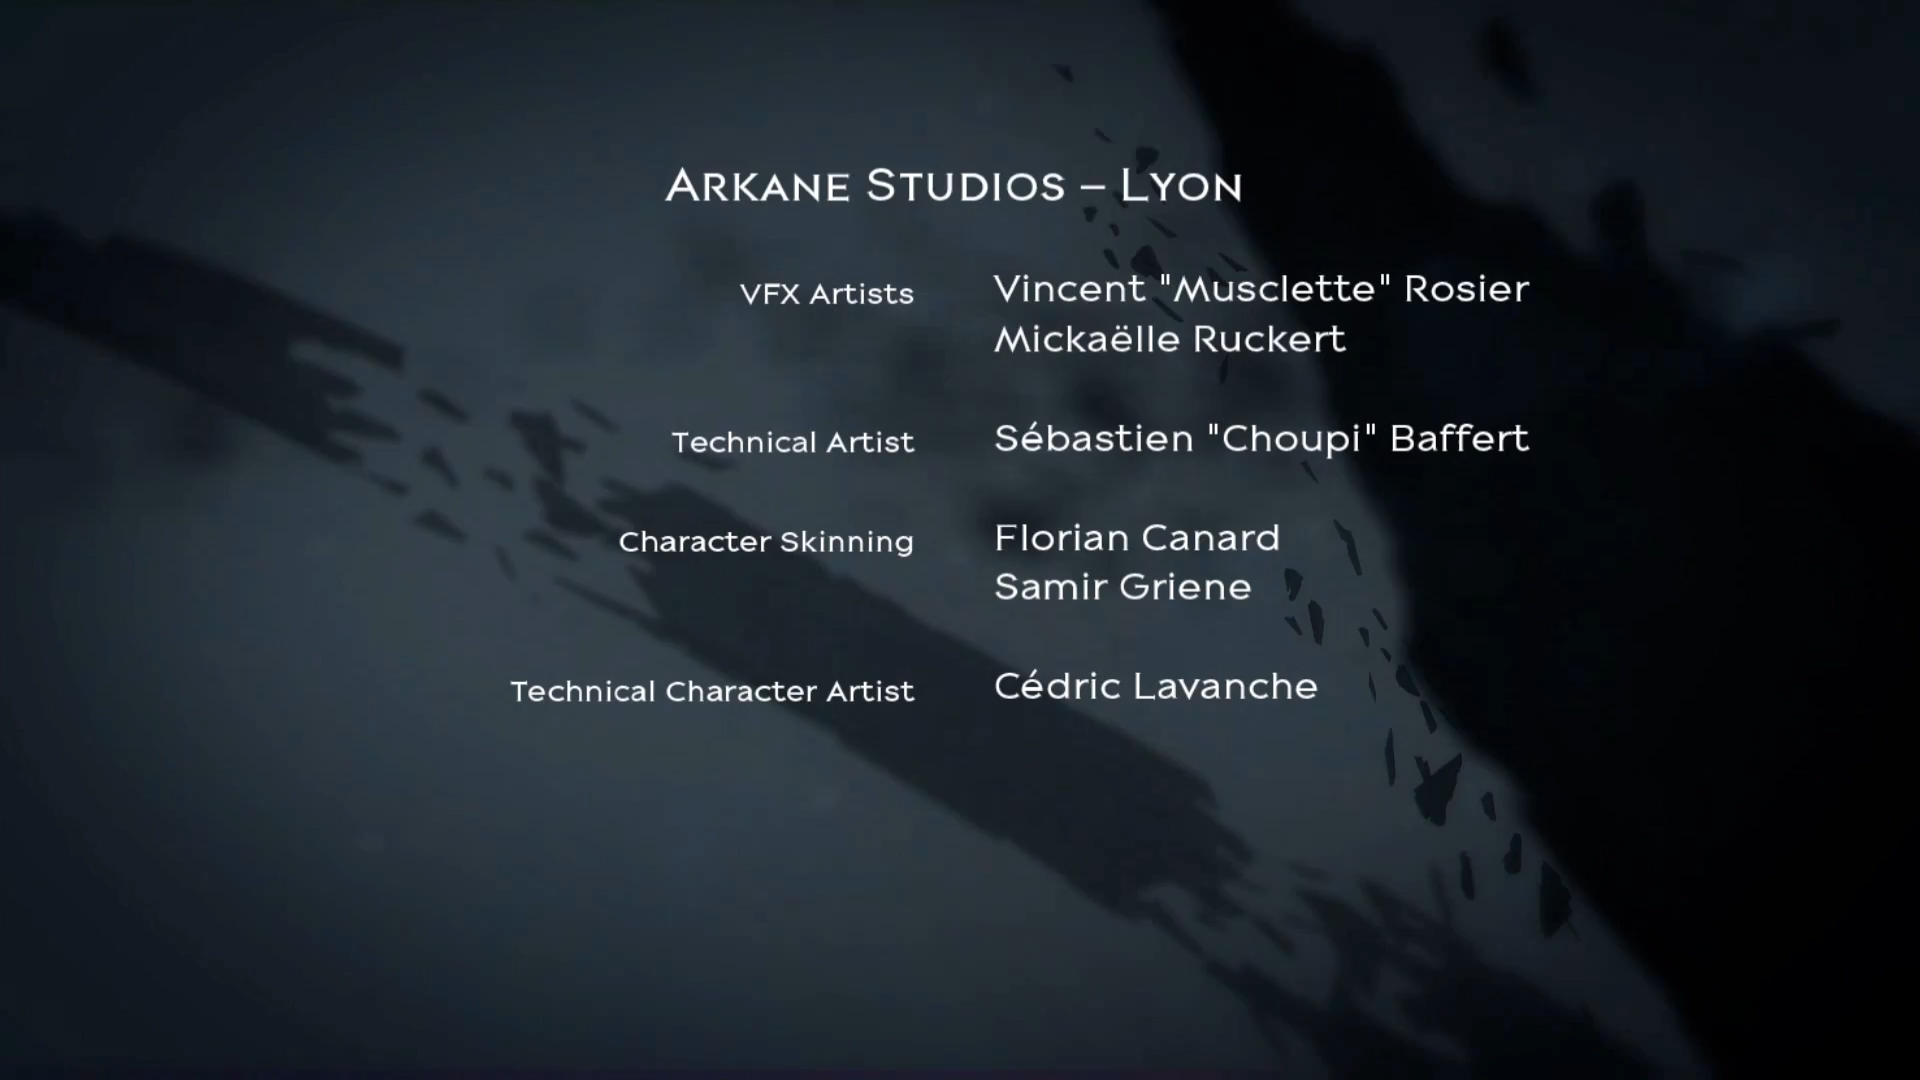 ARKANE STUDIOS – LYON
VFX Artists Vincent "Musclette" Rosier
Mickaëlle Ruckert
Technical Artist Sébastien "Choupi" Baffert
Character Skinning Florian Canard
Samir Griene
Technical Character Artist Cédric Lavanche